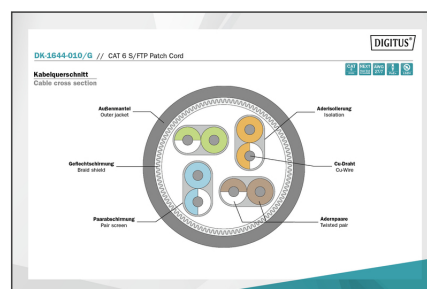 DIGITUS®
DK-1644-010/G // CAT 6 S/FTP Patch Cord
Kabelquerschnitt
Cable cross section
Außenmantel
Outer jacket
Aderisolierung
Isolation
Geflechtschirmung
Braid shield
Cu-Draht
Cu-Wire
Paarabschirmung
Pair screen
Adernpaare
Twisted pair